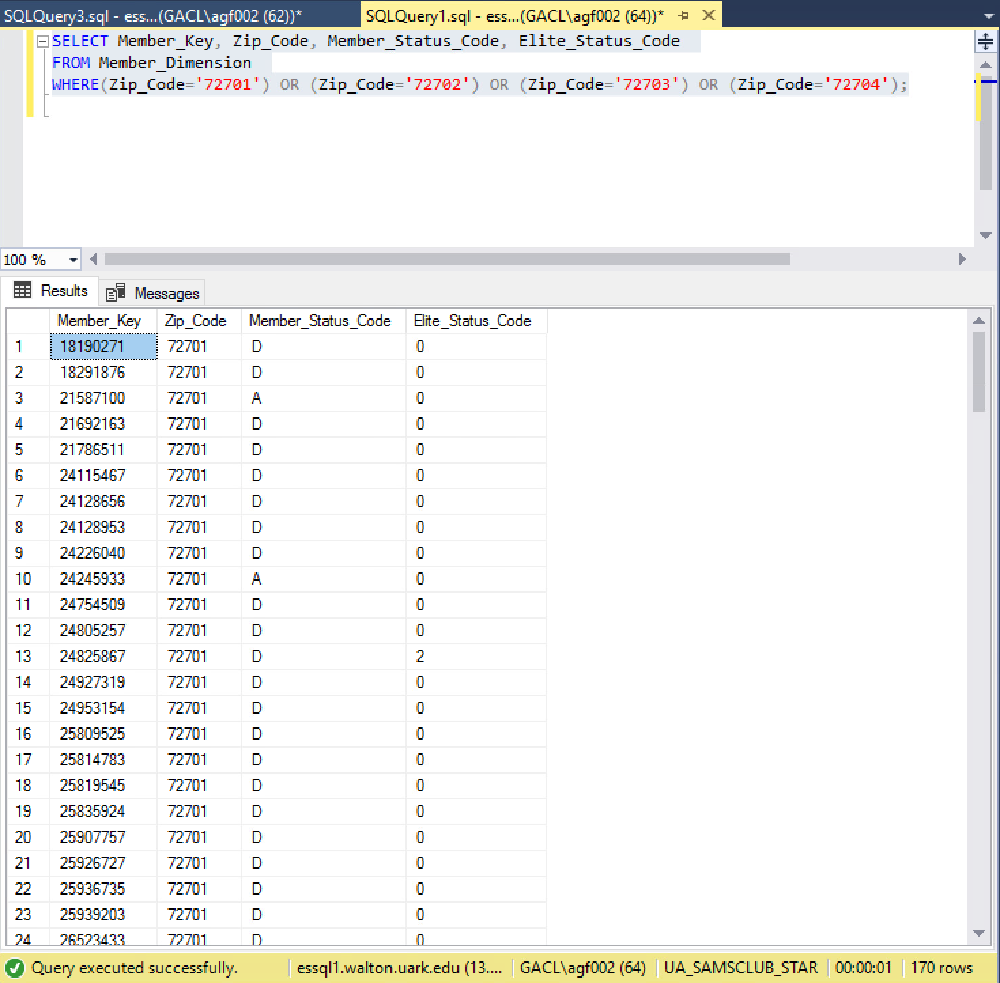 SQLQuery3.sql - ess...(GACL\agf002 (62))* SQLQuery1.sql - ess...(GACL\agf002 (64))*
SELECT Member_Key, Zip_Code, Member_Status_Code, Elite_Status_Code
FROM Member_Dimension
WHERE(Zip_Code='72701') OR (Zip_Code='72702') OR (Zip_Code='72703') OR (Zip_Code='72704');
100 %
Results Messages
Member_Key Zip_Code Member_Status_Code Elite_Status_Code
1 18190271 72701 D 0
2 18291876 72701 D 0
3 21587100 72701 A 0
4 21692163 72701 D 0
5 21786511 72701 D 0
6 24115467 72701 D 0
7 24128656 72701 D 0
8 24128953 72701 D 0
9 24226040 72701 D 0
10 24245933 72701 A 0
11 24754509 72701 D 0
12 24805257 72701 D 0
13 24825867 72701 D 2
14 24927319 72701 D 0
15 24953154 72701 D 0
16 25809525 72701 D 0
17 25814783 72701 D 0
18 25819545 72701 D 0
19 25835924 72701 D 0
20 25907757 72701 D 0
21 25926727 72701 D 0
22 25936735 72701 D 0
23 25939203 72701 D 0
24 26523433 72701 D 0
Query executed successfully. essql1.walton.uark.edu (13.... GACL\agf002 (64) UA_SAMSCLUB_STAR 00:00:01 170 rows